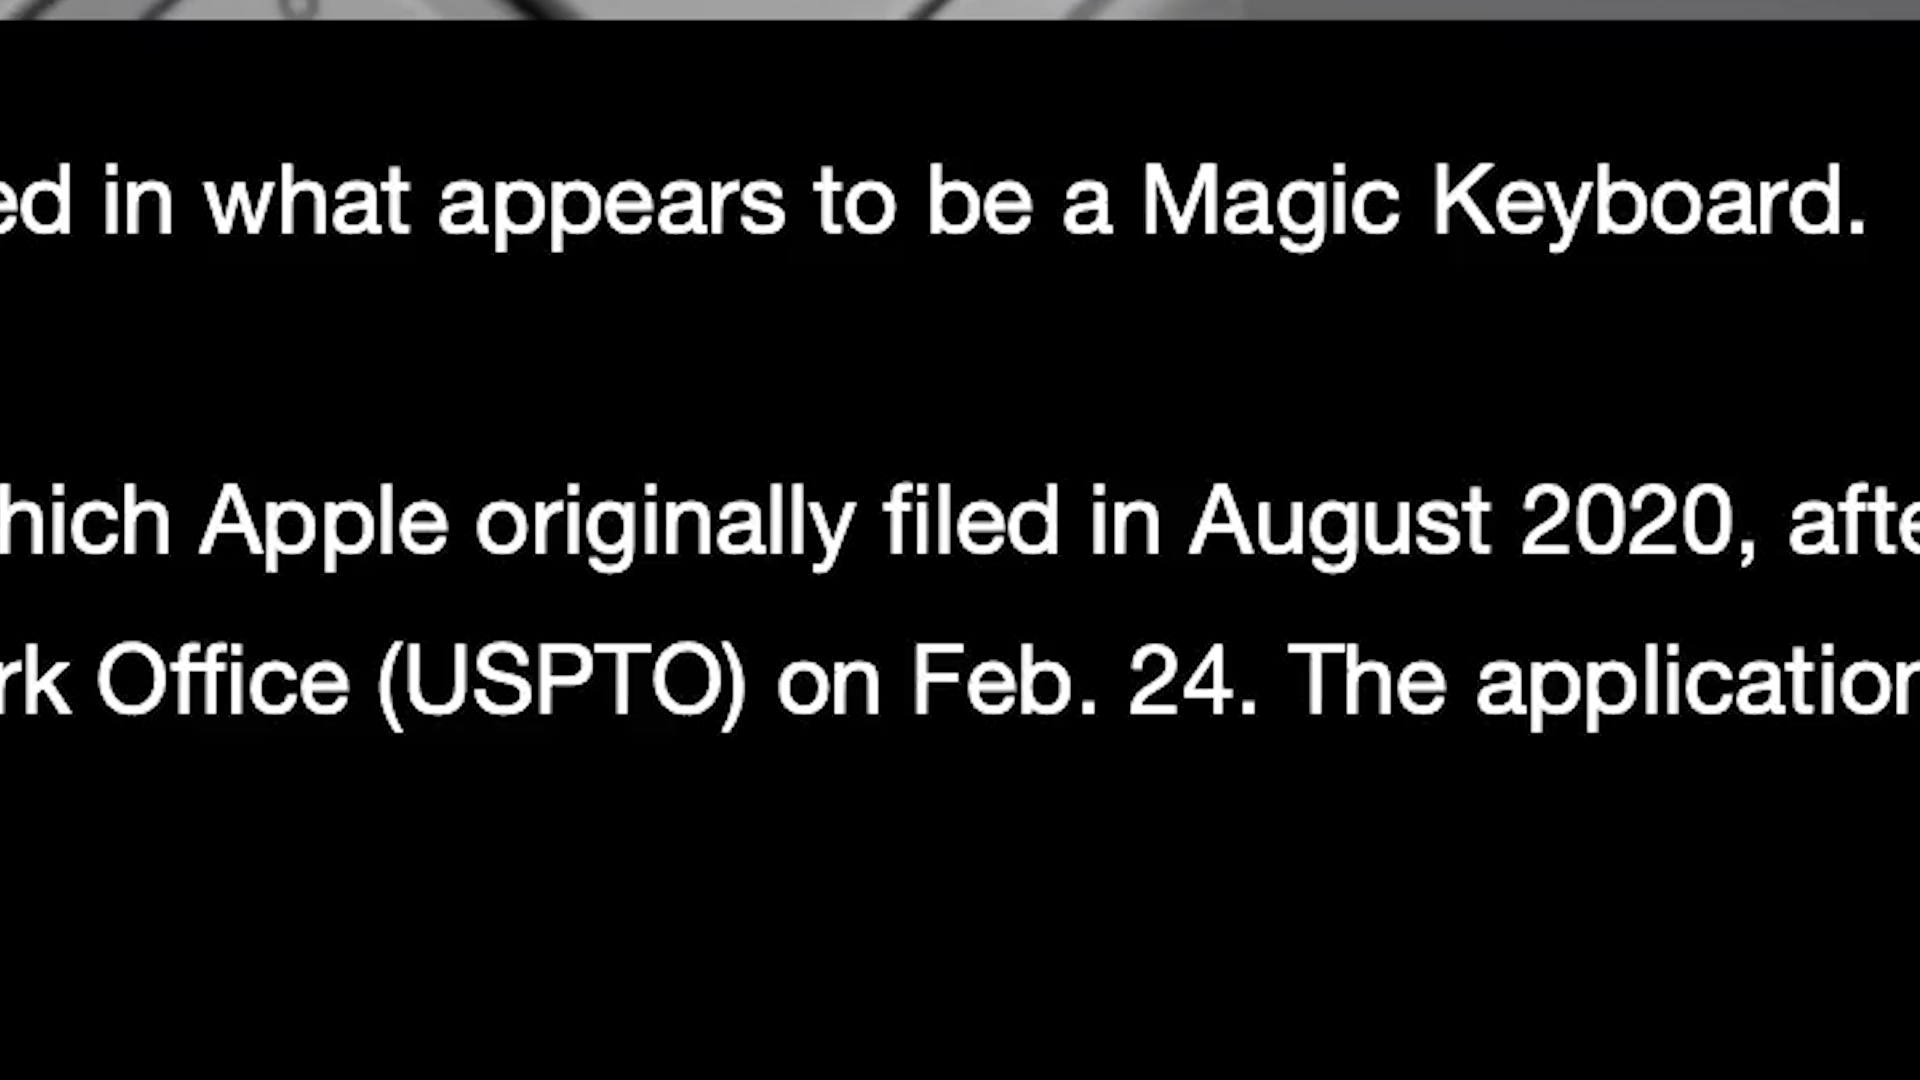 ed in what appears to be a Magic Keyboard.
hich Apple originally filed in August 2020, afte
rk Office (USPTO) on Feb. 24. The application